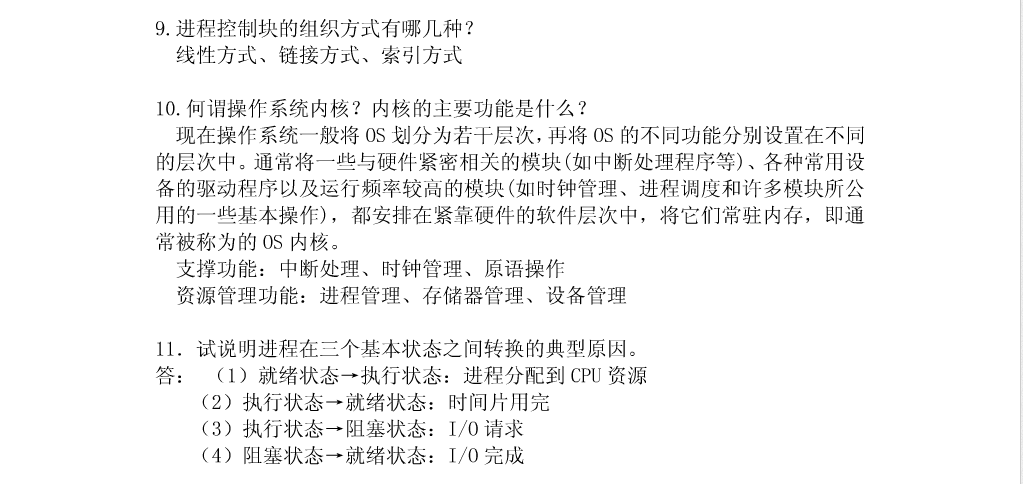 9.进程控制块的组织方式有哪几种？
线性方式、链接方式、索引方式
10.何谓操作系统内核？内核的主要功能是什么？
现在操作系统一般将 OS 划分为若干层次,再将 OS 的不同功能分别设置在不同
的层次中。通常将一些与硬件紧密相关的模块(如中断处理程序等)、各种常用设
备的驱动程序以及运行频率较高的模块(如时钟管理、进程调度和许多模块所公
用的一些基本操作)，都安排在紧靠硬件的软件层次中，将它们常驻内存，即通
常被称为的 OS 内核。
支撑功能：中断处理、时钟管理、原语操作
资源管理功能：进程管理、存储器管理、设备管理
11．试说明进程在三个基本状态之间转换的典型原因。
答：（1）就绪状态→执行状态：进程分配到 CPU 资源
（2）执行状态→就绪状态：时间片用完
（3）执行状态→阻塞状态：I/O 请求
（4）阻塞状态→就绪状态：I/O 完成